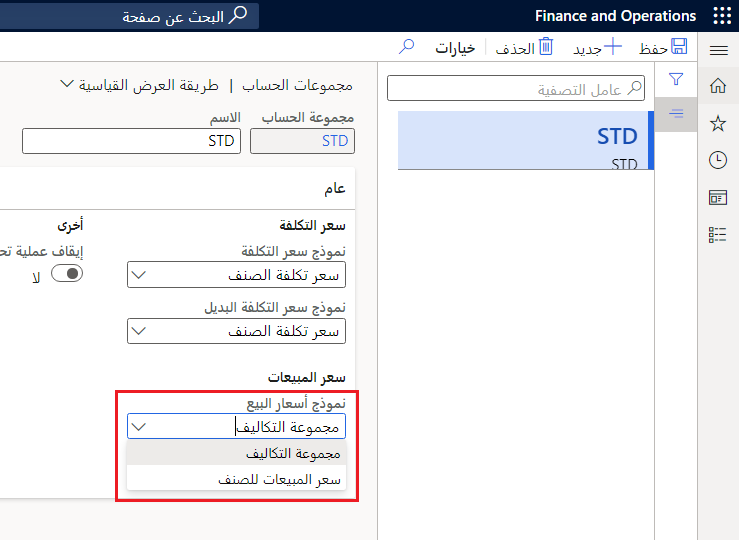 Finance and Operations
البحث عن صفحة
حفظ
جديد
الحذف
خيارات
عامل التصفية
STD
STD
مجموعات الحساب | طريقة العرض القياسية
مجموعة الحساب
STD
الاسم
STD
عام
سعر التكلفة
نموذج سعر التكلفة
سعر تكلفة الصنف
نموذج سعر التكلفة البديل
سعر تكلفة الصنف
سعر المبيعات
نموذج أسعار البيع
مجموعة التكاليف
مجموعة التكاليف
سعر المبيعات للصنف
أخرى
إيقاف عملية
لا